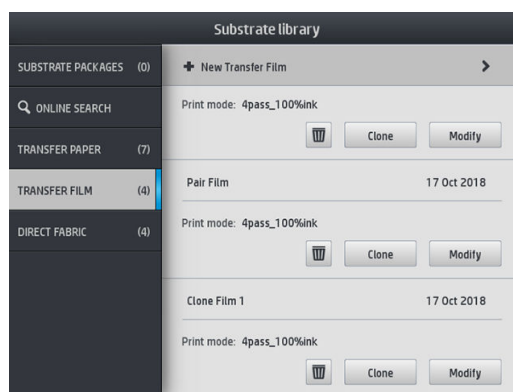 Substrate library
SUBSTRATE PACKAGES (0)
ONLINE SEARCH
TRANSFER PAPER (7)
TRANSFER FILM (4)
DIRECT FABRIC (4)
New Transfer Film
Print mode: 4pass_100%ink
Clone Modify
Pair Film 17 Oct 2018
Print mode: 4pass_100%ink
Clone Modify
Clone Film 1 17 Oct 2018
Print mode: 4pass_100%ink
Clone Modify